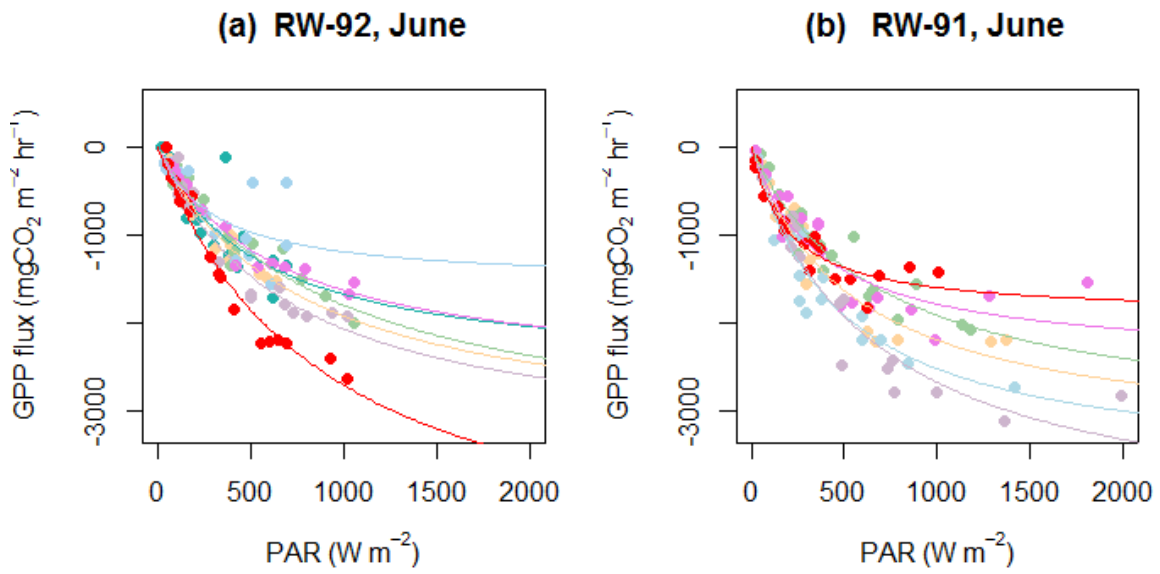 (a) RW-92, June
GPP flux (mgCO₂ m⁻² hr⁻¹)
0
-1000
-3000
0 500 1000 1500 2000
PAR (W m⁻²)
(b) RW-91, June
GPP flux (mgCO₂ m⁻² hr⁻¹)
0
-1000
-3000
0 500 1000 1500 2000
PAR (W m⁻²)